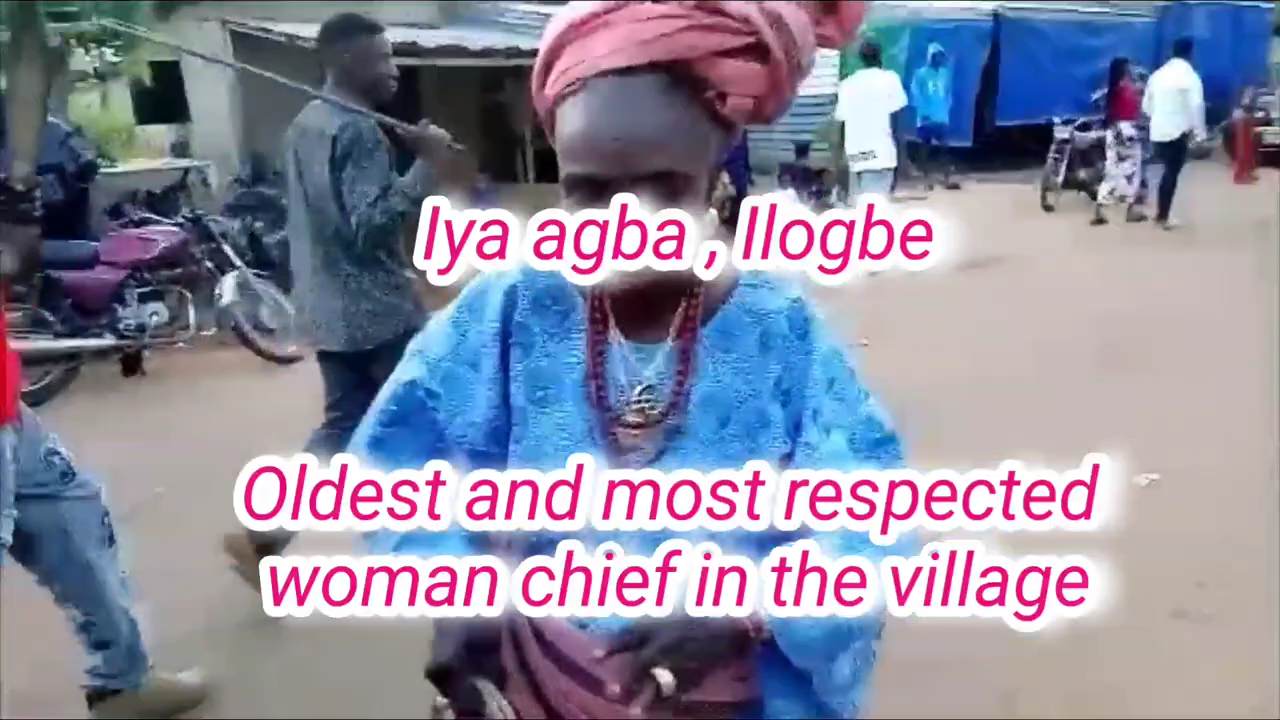 Iya agba , Ilogbe
Oldest and most respected
woman chief in the village